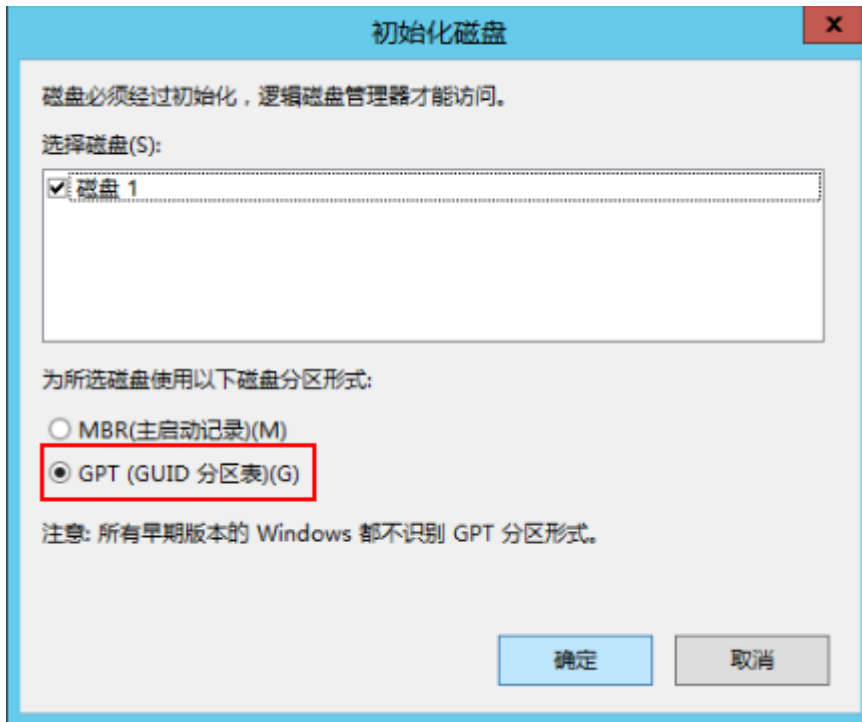 初始化磁盘
x
磁盘必须经过初始化，逻辑磁盘管理器才能访问。
选择磁盘(S):
磁盘 1
为所选磁盘使用以下磁盘分区形式:
MBR(主启动记录)(M)
GPT (GUID 分区表)(G)
注意: 所有早期版本的 Windows 都不识别 GPT 分区形式。
确定 取消